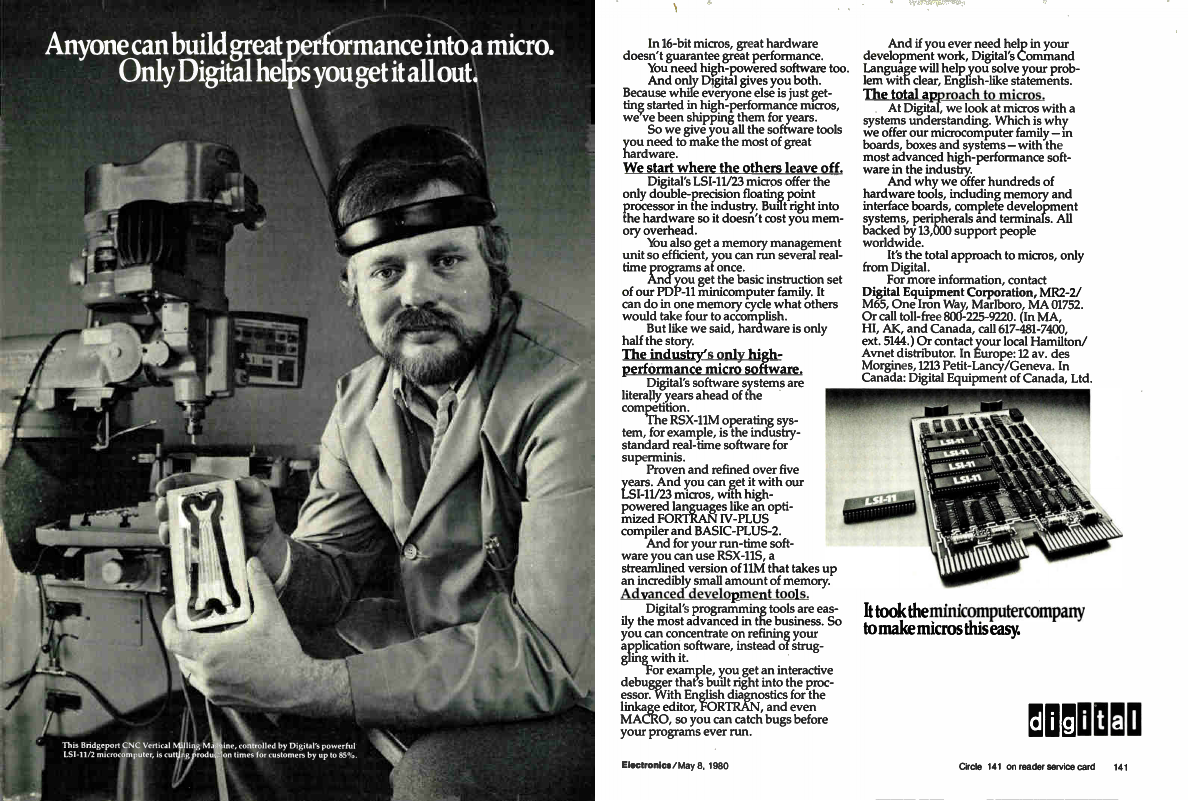 Anyone can build great performance into a micro.
Only Digital helps you get it all out.
This Bridgeport CNC Vertical Milling Machine, controlled by Digital's powerful
LSI-11/2 microcomputer, is cutting production times for customers by up to 85%.
In 16-bit micros, great hardware
doesn't guarantee great performance.
You need high-powered software too.
And only Digital gives you both.
Because while everyone else is just get-
ting started in high-performance micros,
we've been shipping them for years.
So we give you all the software tools
you need to make the most of great
hardware.
We start where the others leave off.
Digital's LSI-11/23 micros offer the
only double-precision floating point
processor in the industry. Built right into
the hardware so it doesn't cost you mem-
ory overhead.
You also get a memory management
unit so efficient, you can run several real-
time programs at once.
And you get the basic instruction set
of our PDP-11 minicomputer family. It
can do in one memory cycle what others
would take four to accomplish.
But like we said, hardware is only
half the story.
The industry's only high-
performance micro software.
Digital's software systems are
literally years ahead of the
competition.
The RSX-11M operating sys-
tem, for example, is the industry-
standard real-time software for
superminis.
Proven and refined over five
years. And you can get it with our
LSI-11/23 micros, with high-
powered languages like an opti-
mized FORTRAN IV-PLUS
compiler and BASIC-PLUS-2.
And for your run-time soft-
ware you can use RSX-11S, a
streamlined version of 11M that takes up
an incredibly small amount of memory.
Advanced development tools.
Digital's programming tools are eas-
ily the most advanced in the business. So
you can concentrate on refining your
application software, instead of strug-
gling with it.
For example, you get an interactive
debugger that's built right into the proc-
essor. With English diagnostics for the
linkage editor, FORTRAN, and even
MACRO, so you can catch bugs before
your programs ever run.
And if you ever need help in your
development work, Digital's Command
Language will help you solve your prob-
lem with clear, English-like statements.
The total approach to micros.
At Digital, we look at micros with a
systems understanding. Which is why
we offer our microcomputer family — in
boards, boxes and systems — with the
most advanced high-performance soft-
ware in the industry.
And why we offer hundreds of
hardware tools, including memory and
interface boards, complete development
systems, peripherals and terminals. All
backed by 13,000 support people
worldwide.
It's the total approach to micros, only
from Digital.
For more information, contact
Digital Equipment Corporation, MR2-2/
M65, One Iron Way, Marlboro, MA 01752.
Or call toll-free 800-225-9220. (In MA,
HI, AK, and Canada, call 617-481-7400,
ext. 5144.) Or contact your local Hamilton/
Avnet distributor. In Europe: 12 av. des
Morgines, 1213 Petit-Lancy/Geneva. In
Canada: Digital Equipment of Canada, Ltd.
LSI-11
LSI-11
LSI-11
LSI-11
LSI-11
It took the minicomputer company
to make micros this easy.
digital
Electronics/May 8, 1980
Circle 141 on reader service card 141